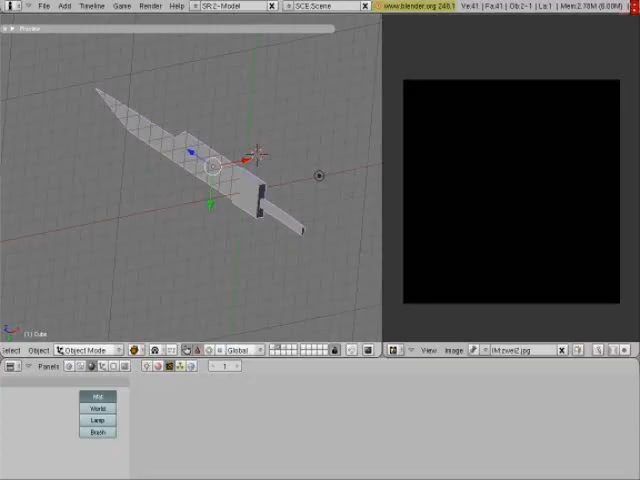 File Add Timeline Game Render Help SR:2-Model SCE:Scene www.blender.org 248.1 Ve:41 | Fa:41 | Ob:2-1 | La:1 | Mem:2.78M (0.00M)
Preview
(1) Cube
Select Object Object Mode Global View Image IM:zwei2.jpg
Panels 1
Mat
World
Lamp
Brush